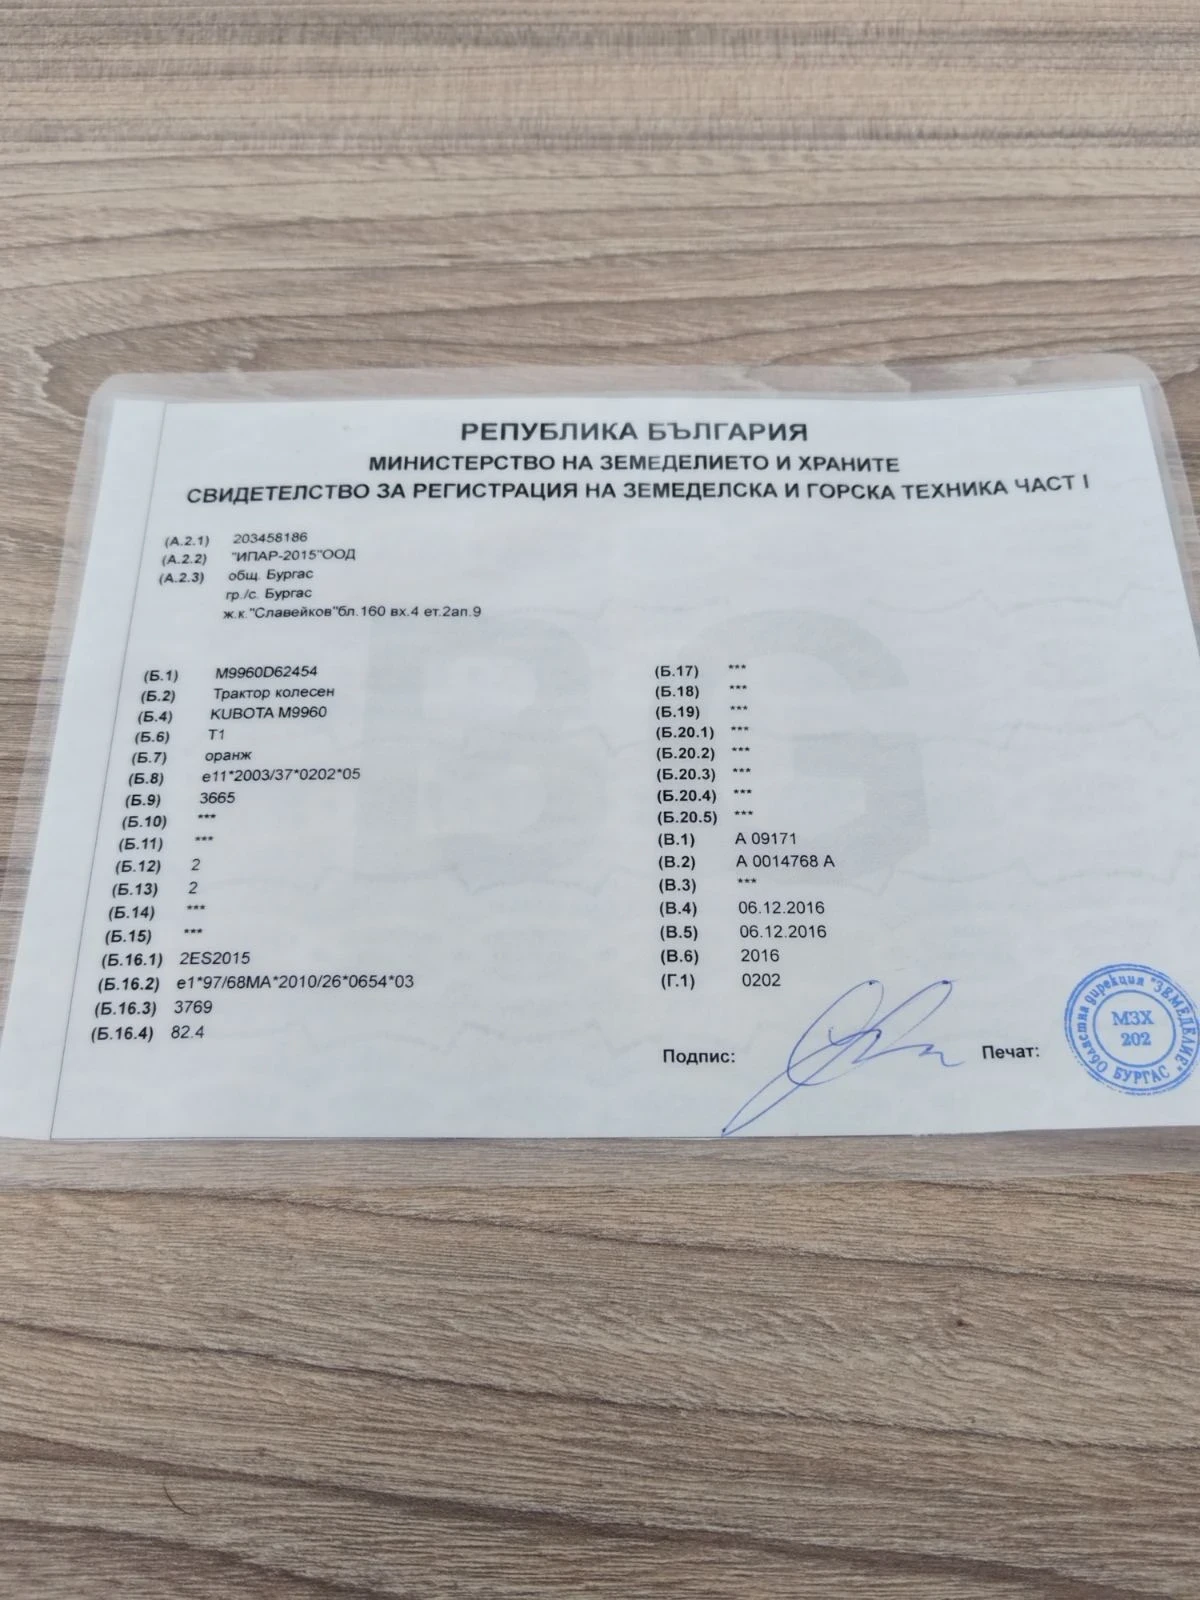 РЕПУБЛИКА БЪЛГАРИЯ
МИНИСТЕРСТВО НА ЗЕМЕДЕЛИЕТО И ХРАНИТЕ
СВИДЕТЕЛСТВО ЗА РЕГИСТРАЦИЯ НА ЗЕМЕДЕЛСКА И ГОРСКА ТЕХНИКА ЧАСТ I
(А.2.1) 203458186
(А.2.2) "ИПАР-2015"ООД
(А.2.3) общ. Бургас
гр./с. Бургас
ж.к."Славейков"бл.160 вх.4 ет.2ап.9
(Б.1) M9960D62454
(Б.2) Трактор колесен
(Б.4) KUBOTA M9960
(Б.6) T1
(Б.7) оранж
(Б.8) e11*2003/37*0202*05
(Б.9) 3665
(Б.10) ***
(Б.11) ***
(Б.12) 2
(Б.13) 2
(Б.14) ***
(Б.15) ***
(Б.16.1) 2ES2015
(Б.16.2) e1*97/68MA*2010/26*0654*03
(Б.16.3) 3769
(Б.16.4) 82.4
(Б.17) ***
(Б.18) ***
(Б.19) ***
(Б.20.1) ***
(Б.20.2) ***
(Б.20.3) ***
(Б.20.4) ***
(Б.20.5) ***
(В.1) А 09171
(В.2) А 0014768 А
(В.3) ***
(В.4) 06.12.2016
(В.5) 06.12.2016
(В.6) 2016
(Г.1) 0202
Подпис: Печат:
Областна дирекция "ЗЕМЕДЕЛИЕ"
МЗХ
202
БУРГАС
BG